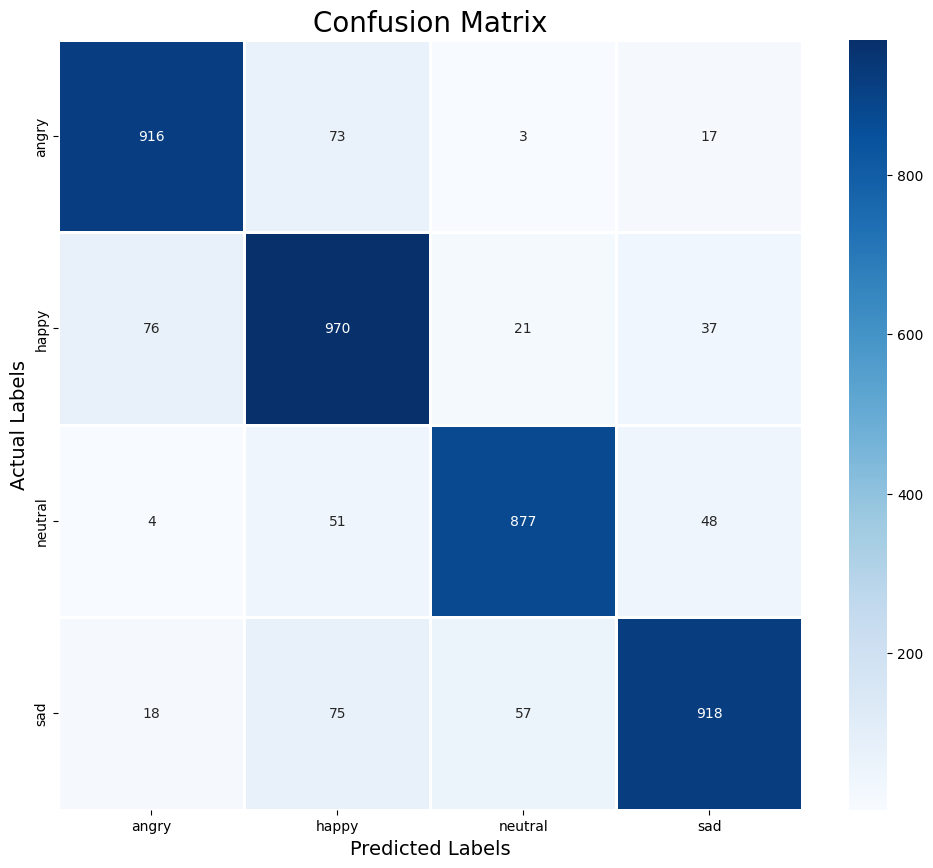 Confusion Matrix
angry 916 73 3 17
800
happy 76 970 21 37
600
Actual Labels
400
neutral 4 51 877 48
200
sad 18 75 57 918
angry happy neutral sad
Predicted Labels